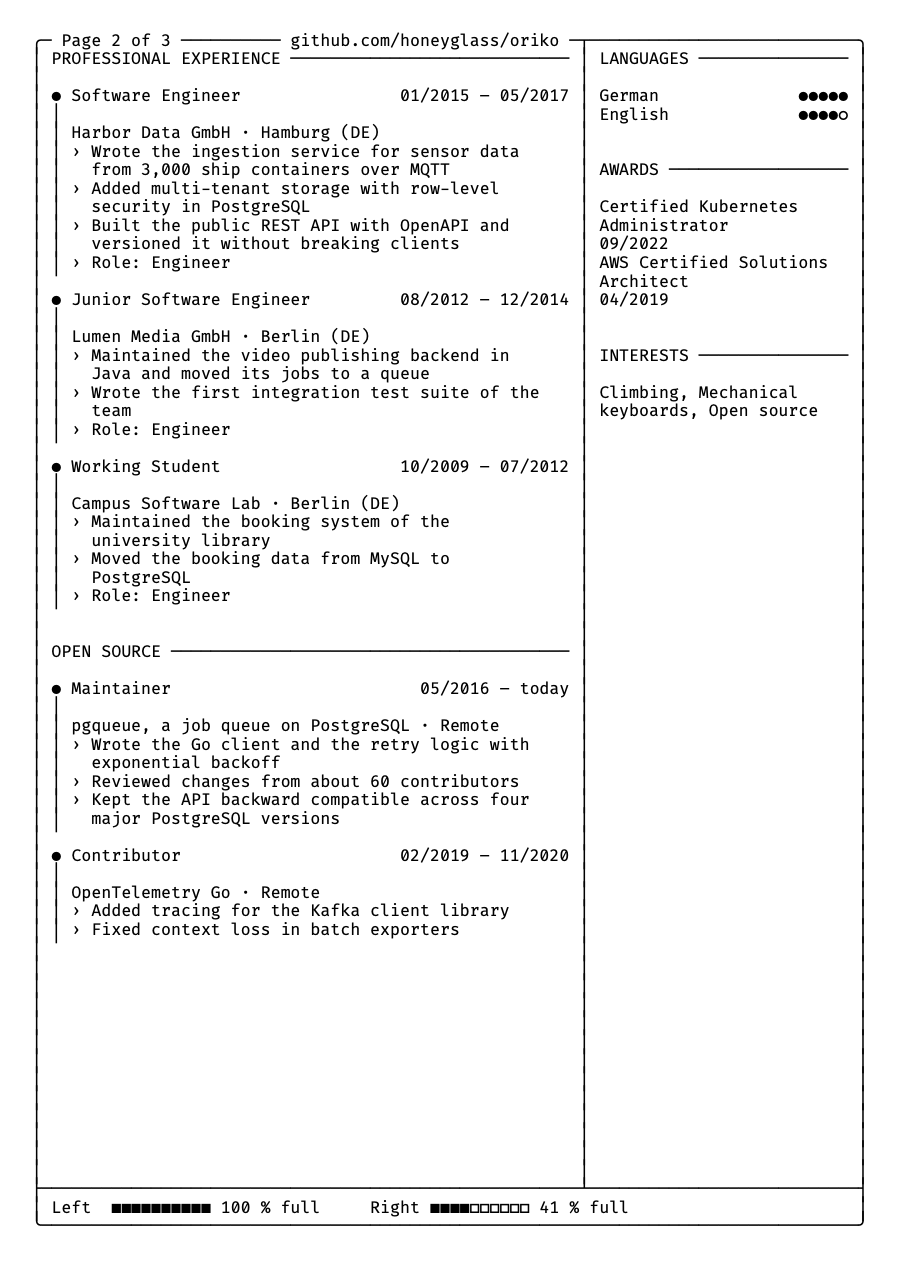 Page 2 of 3 github.com/honeyglass/oriko
PROFESSIONAL EXPERIENCE
● Software Engineer 01/2015 – 05/2017
Harbor Data GmbH · Hamburg (DE)
› Wrote the ingestion service for sensor data
from 3,000 ship containers over MQTT
› Added multi-tenant storage with row-level
security in PostgreSQL
› Built the public REST API with OpenAPI and
versioned it without breaking clients
› Role: Engineer
● Junior Software Engineer 08/2012 – 12/2014
Lumen Media GmbH · Berlin (DE)
› Maintained the video publishing backend in
Java and moved its jobs to a queue
› Wrote the first integration test suite of the
team
› Role: Engineer
● Working Student 10/2009 – 07/2012
Campus Software Lab · Berlin (DE)
› Maintained the booking system of the
university library
› Moved the booking data from MySQL to
PostgreSQL
› Role: Engineer
OPEN SOURCE
● Maintainer 05/2016 – today
pgqueue, a job queue on PostgreSQL · Remote
› Wrote the Go client and the retry logic with
exponential backoff
› Reviewed changes from about 60 contributors
› Kept the API backward compatible across four
major PostgreSQL versions
● Contributor 02/2019 – 11/2020
OpenTelemetry Go · Remote
› Added tracing for the Kafka client library
› Fixed context loss in batch exporters
LANGUAGES
German ●●●●●
English ●●●●○
AWARDS
Certified Kubernetes
Administrator
09/2022
AWS Certified Solutions
Architect
04/2019
INTERESTS
Climbing, Mechanical
keyboards, Open source
Left ■■■■■■■■■■ 100 % full Right ■■■■□□□□□□ 41 % full